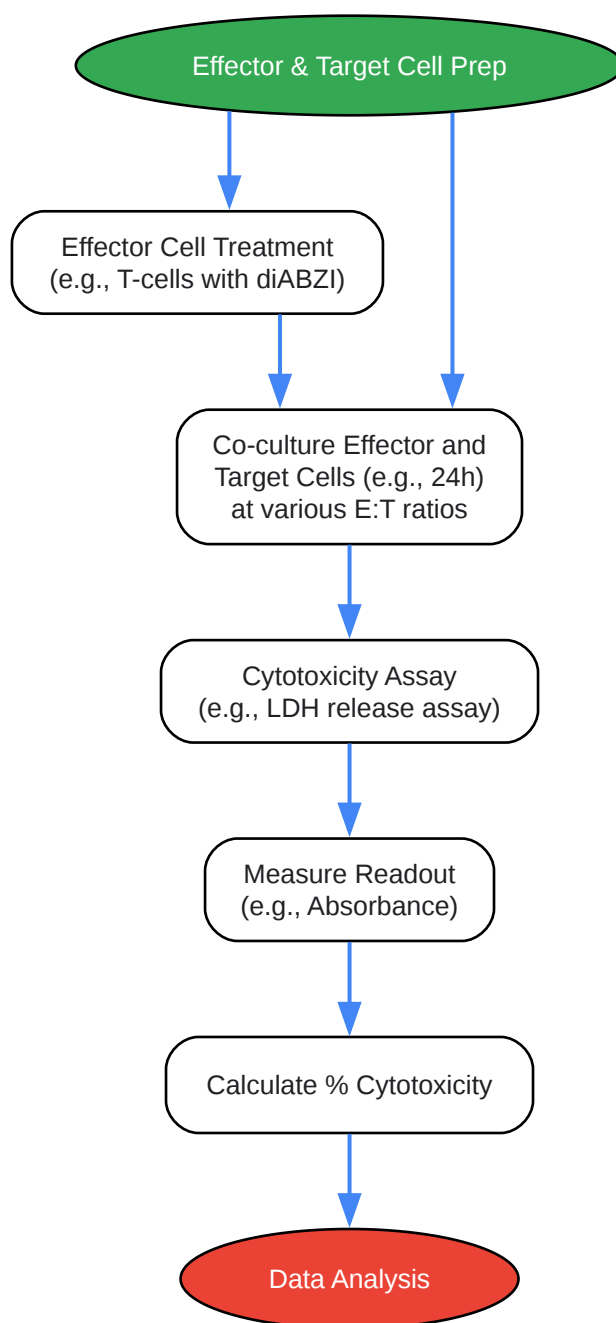 Effector & Target Cell Prep
Effector Cell Treatment
(e.g., T-cells with diABZI)
Co-culture Effector and
Target Cells (e.g., 24h)
at various E:T ratios
Cytotoxicity Assay
(e.g., LDH release assay)
Measure Readout
(e.g., Absorbance)
Calculate % Cytotoxicity
Data Analysis